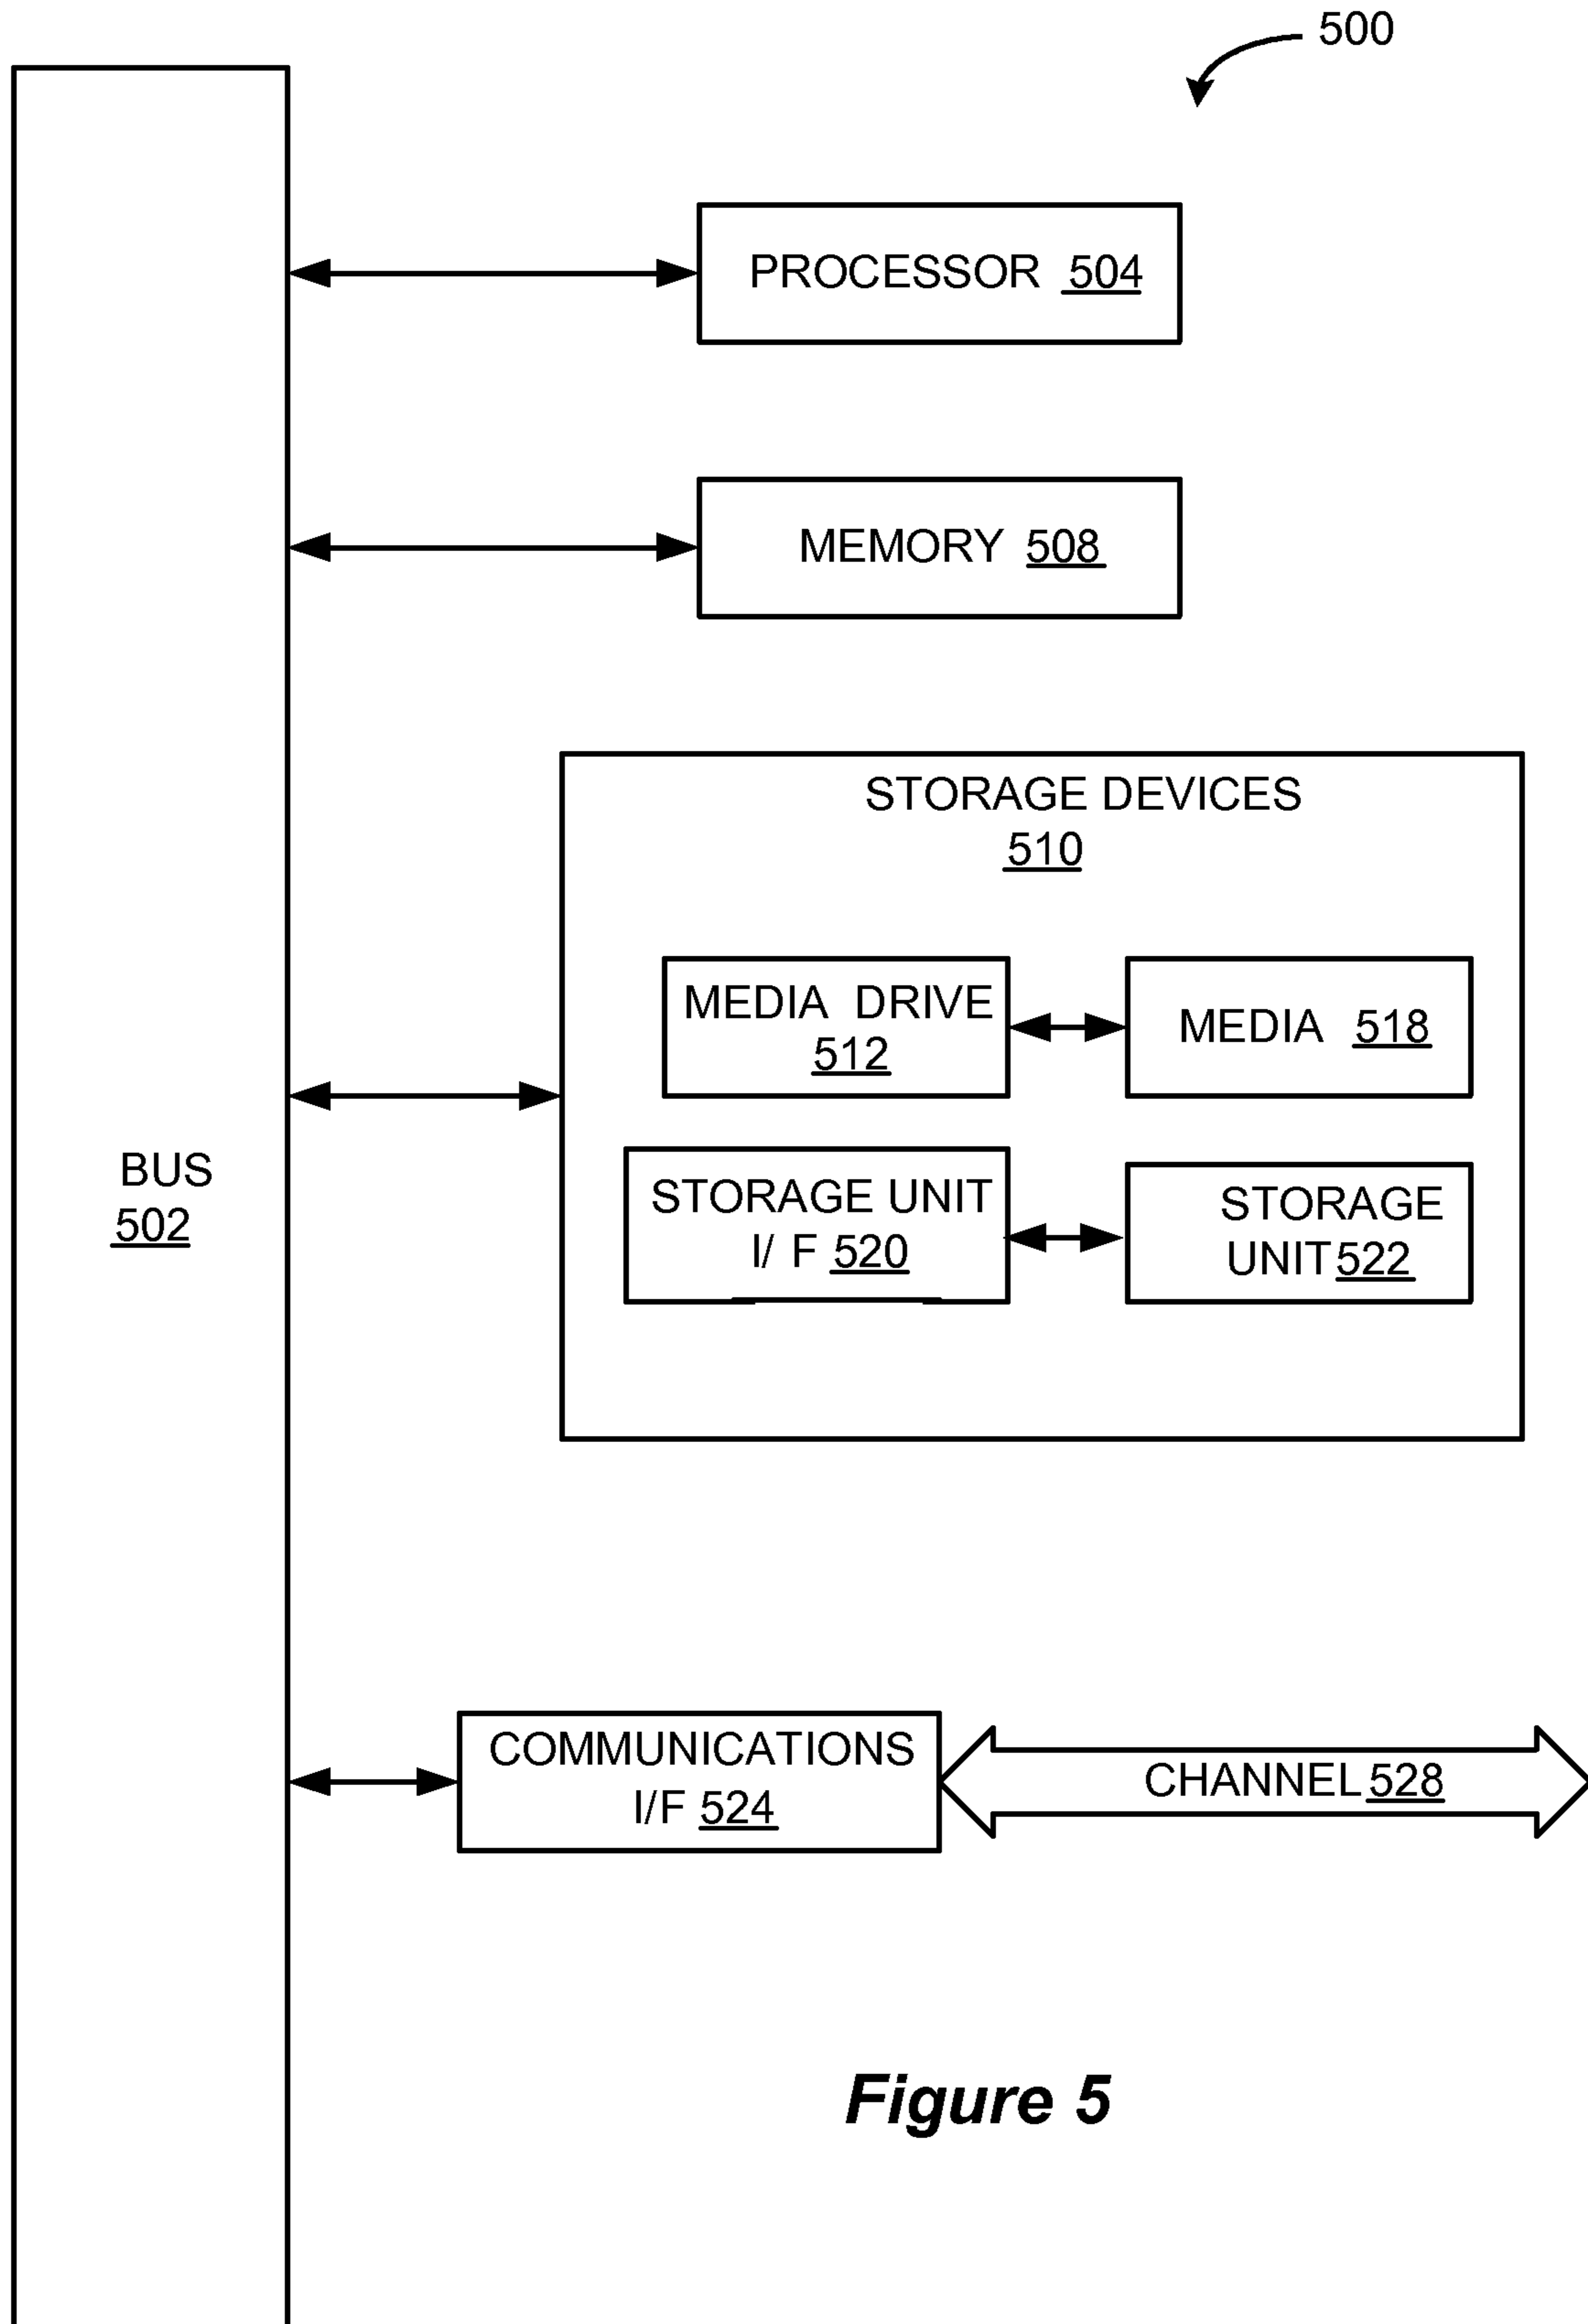 500
PROCESSOR 504
MEMORY 508
STORAGE DEVICES
510
MEDIA DRIVE
512
MEDIA 518
BUS
502
STORAGE UNIT
I/ F 520
STORAGE
UNIT 522
COMMUNICATIONS
I/F 524
CHANNEL 528
Figure 5